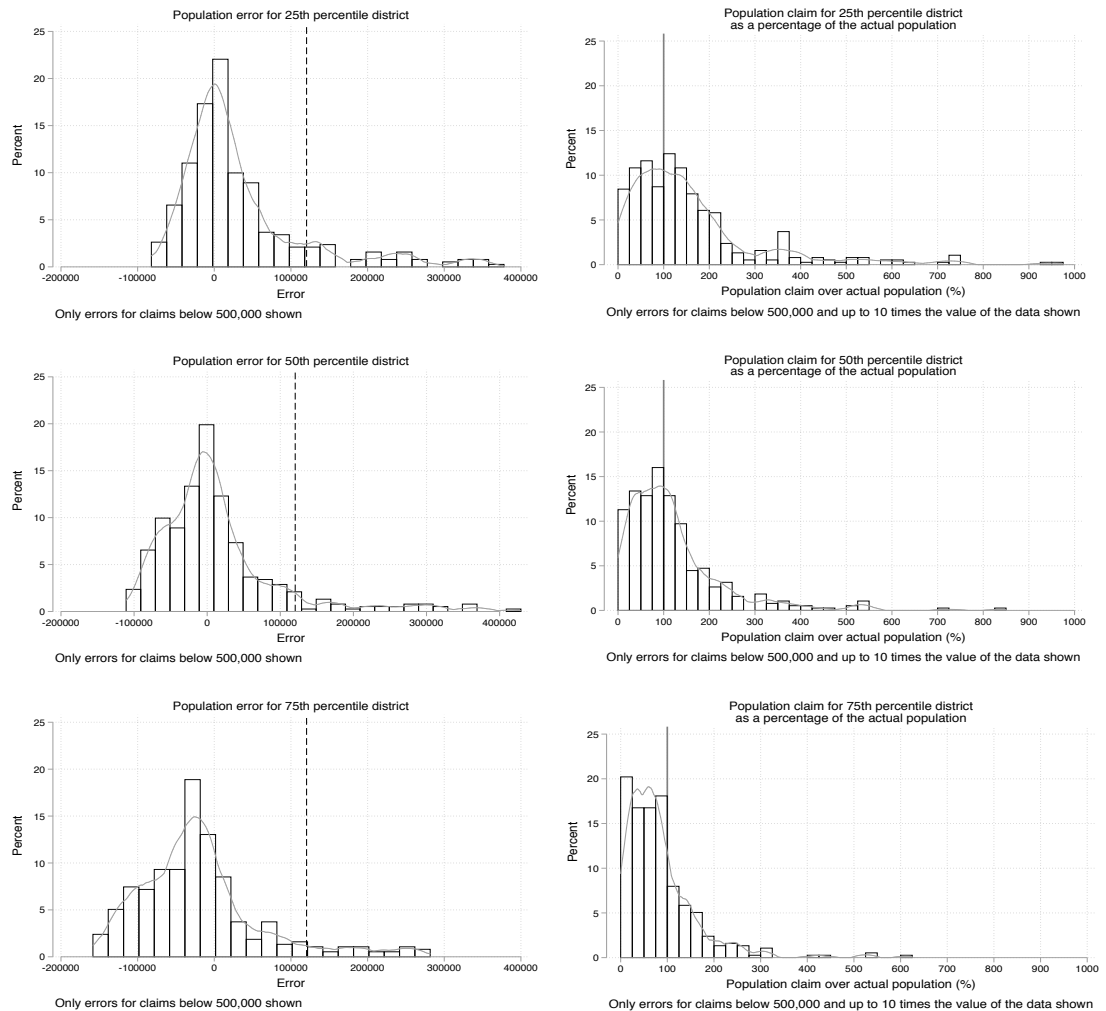 Population error for 25th percentile district
25
20
15
10
5
0
Percent
-200000 -100000 0 100000 200000 300000 400000
Error
Only errors for claims below 500,000 shown
Population claim for 25th percentile district
as a percentage of the actual population
25
20
15
10
5
0
Percent
0 100 200 300 400 500 600 700 800 900 1000
Population claim over actual population (%)
Only errors for claims below 500,000 and up to 10 times the value of the data shown
Population error for 50th percentile district
25
20
15
10
5
0
Percent
-200000 -100000 0 100000 200000 300000 400000
Error
Only errors for claims below 500,000 shown
Population claim for 50th percentile district
as a percentage of the actual population
25
20
15
10
5
0
Percent
0 100 200 300 400 500 600 700 800 900 1000
Population claim over actual population (%)
Only errors for claims below 500,000 and up to 10 times the value of the data shown
Population error for 75th percentile district
25
20
15
10
5
0
Percent
-200000 -100000 0 100000 200000 300000 400000
Error
Only errors for claims below 500,000 shown
Population claim for 75th percentile district
as a percentage of the actual population
25
20
15
10
5
0
Percent
0 100 200 300 400 500 600 700 800 900 1000
Population claim over actual population (%)
Only errors for claims below 500,000 and up to 10 times the value of the data shown